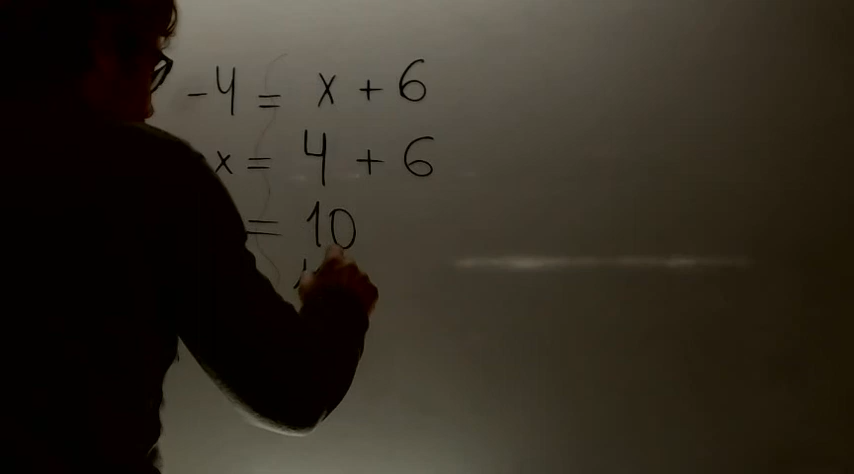 -4 = x + 6
x = 4 + 6
= 10